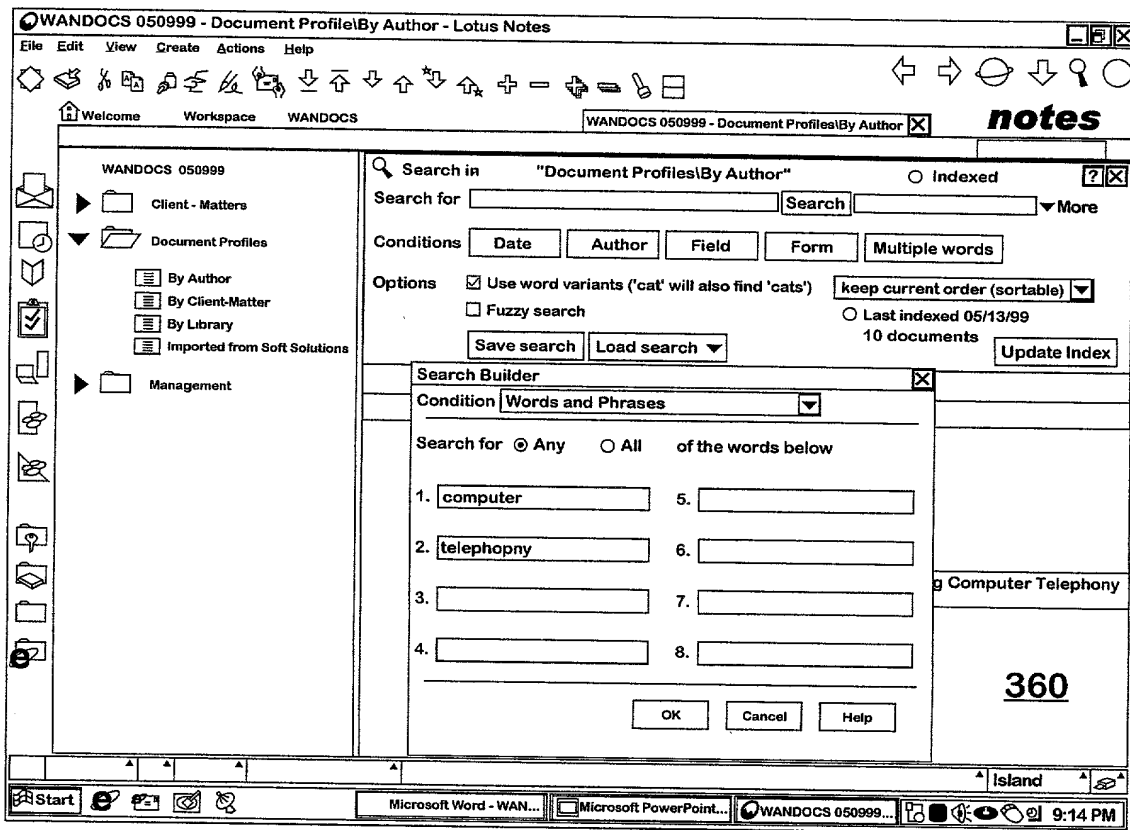 WANDOCS 050999 - Document Profile\By Author - Lotus Notes
File Edit View Create Actions Help
Welcome Workspace WANDOCS WANDOCS 050999 - Document Profiles\By Author notes
WANDOCS 050999
Client - Matters
Document Profiles
By Author
By Client-Matter
By Library
Imported from Soft Solutions
Management
Search in "Document Profiles\By Author" Indexed ? X
Search for Search More
Conditions Date Author Field Form Multiple words
Options Use word variants ('cat' will also find 'cats') keep current order (sortable)
Fuzzy search Last indexed 05/13/99
10 documents
Save search Load search Update Index
Search Builder
Condition Words and Phrases
Search for Any All of the words below
1. computer 5.
2. telephopny 6.
3. 7.
4. 8.
g Computer Telephony
360
OK Cancel Help
Island
Start Microsoft Word - WAN... Microsoft PowerPoint... WANDOCS 050999... 9:14 PM